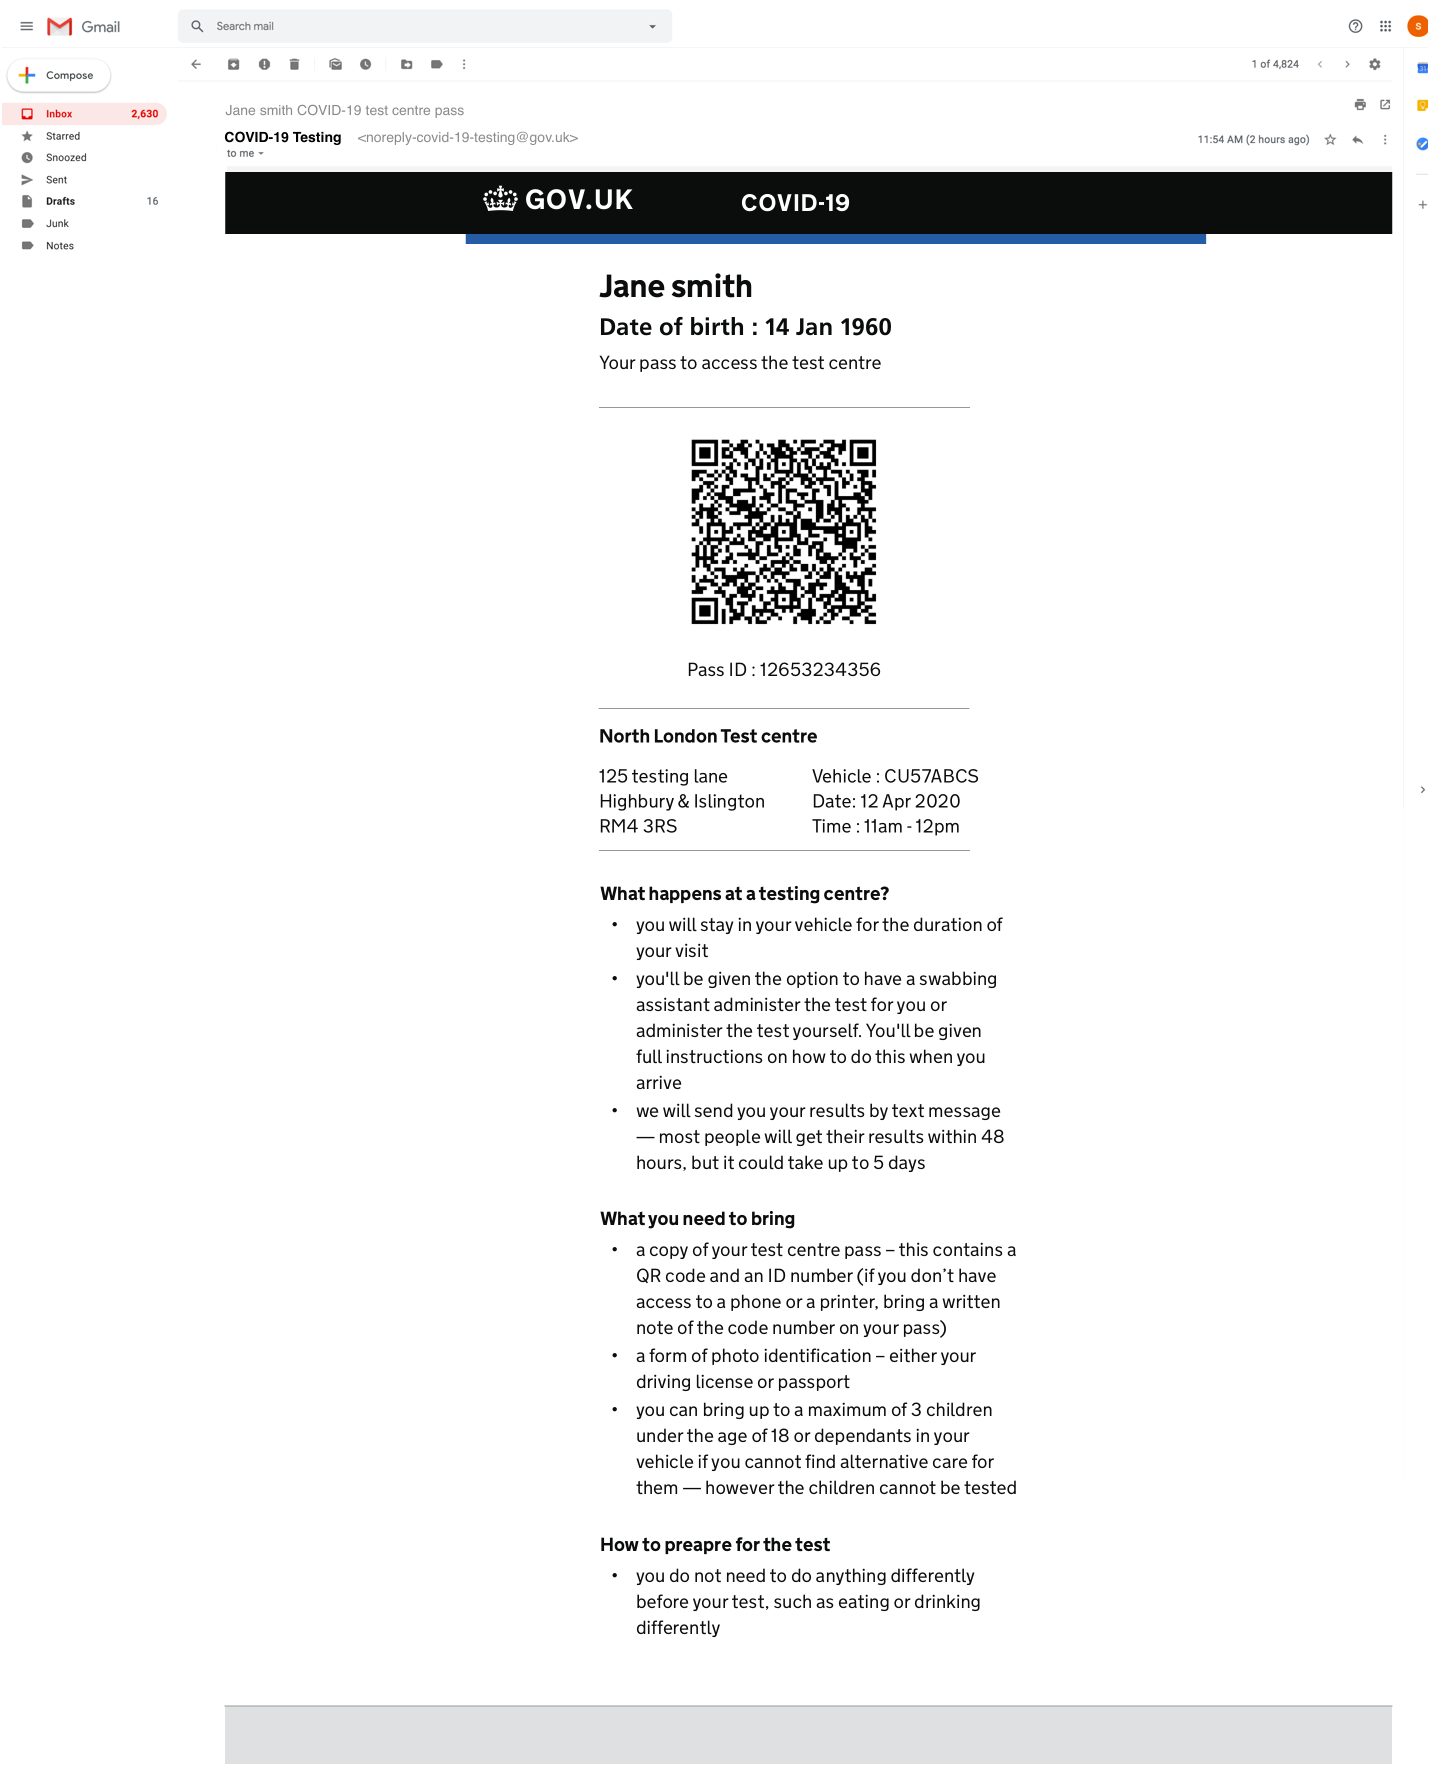 Gmail
Search mail
S
Compose
1 of 4,824
31
Inbox 2,630
Starred
Snoozed
Sent
Drafts 16
Junk
Notes
Jane smith COVID-19 test centre pass
COVID-19 Testing <noreply-covid-19-testing@gov.uk>
11:54 AM (2 hours ago)
to me
GOV.UK COVID-19
Jane smith
Date of birth : 14 Jan 1960
Your pass to access the test centre
Pass ID : 12653234356
North London Test centre
125 testing lane
Highbury & Islington
RM4 3RS
Vehicle : CU57ABCS
Date: 12 Apr 2020
Time : 11am - 12pm
What happens at a testing centre?
• you will stay in your vehicle for the duration of
your visit
• you'll be given the option to have a swabbing
assistant administer the test for you or
administer the test yourself. You'll be given
full instructions on how to do this when you
arrive
• we will send you your results by text message
— most people will get their results within 48
hours, but it could take up to 5 days
What you need to bring
• a copy of your test centre pass – this contains a
QR code and an ID number (if you don’t have
access to a phone or a printer, bring a written
note of the code number on your pass)
• a form of photo identification – either your
driving license or passport
• you can bring up to a maximum of 3 children
under the age of 18 or dependants in your
vehicle if you cannot find alternative care for
them — however the children cannot be tested
How to preapre for the test
• you do not need to do anything differently
before your test, such as eating or drinking
differently